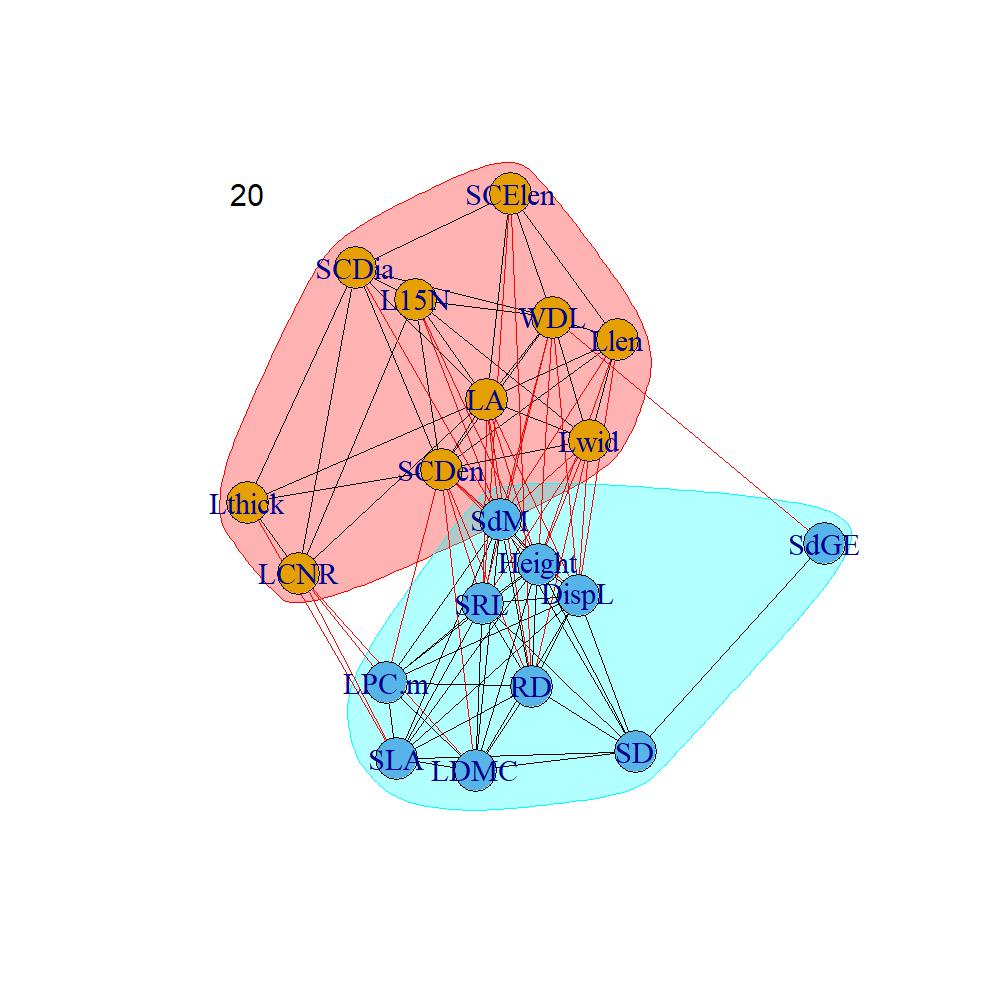 20
SCElen
SCDia
L15N
WDL
Llen
LA
Lwid
SCDen
Lthick
SdM
SdGE
Height
LCNR
DispL
SRL
LPC.m
RD
SD
SLA
LDMC